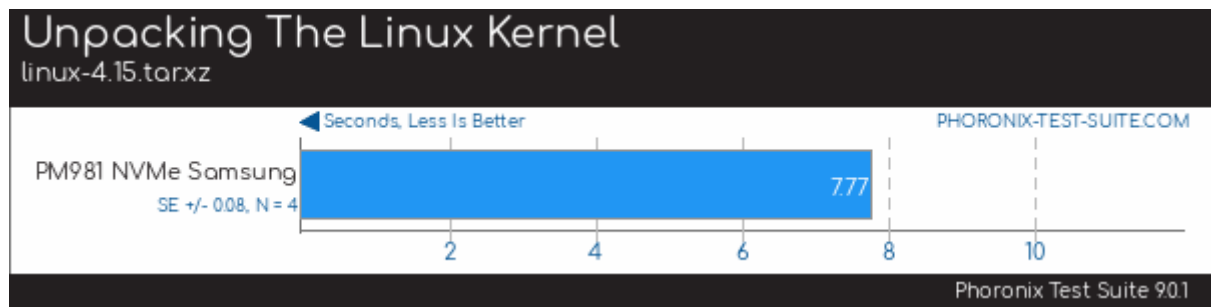 Unpacking The Linux Kernel
linux-4.15.tar.xz
Seconds, Less Is Better
PHORONIX-TEST-SUITE.COM
PM981 NVMe Samsung
SE +/- 0.08, N = 4
7.77
2 4 6 8 10
Phoronix Test Suite 9.0.1